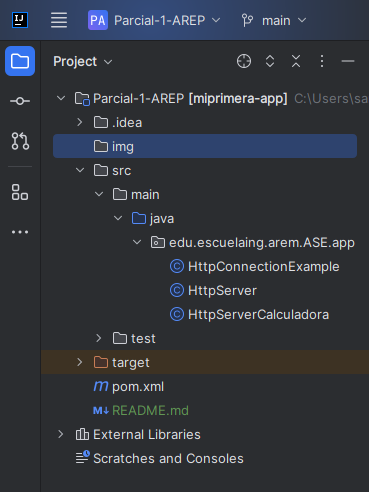 IJ PA Parcial-1-AREP main
Project
Parcial-1-AREP [miprimera-app] C:\Users\sa
.idea
img
src
main
java
edu.escuelaing.arem.ASE.app
C HttpConnectionExample
C HttpServer
C HttpServerCalculadora
test
target
m pom.xml
M↓ README.md
External Libraries
Scratches and Consoles